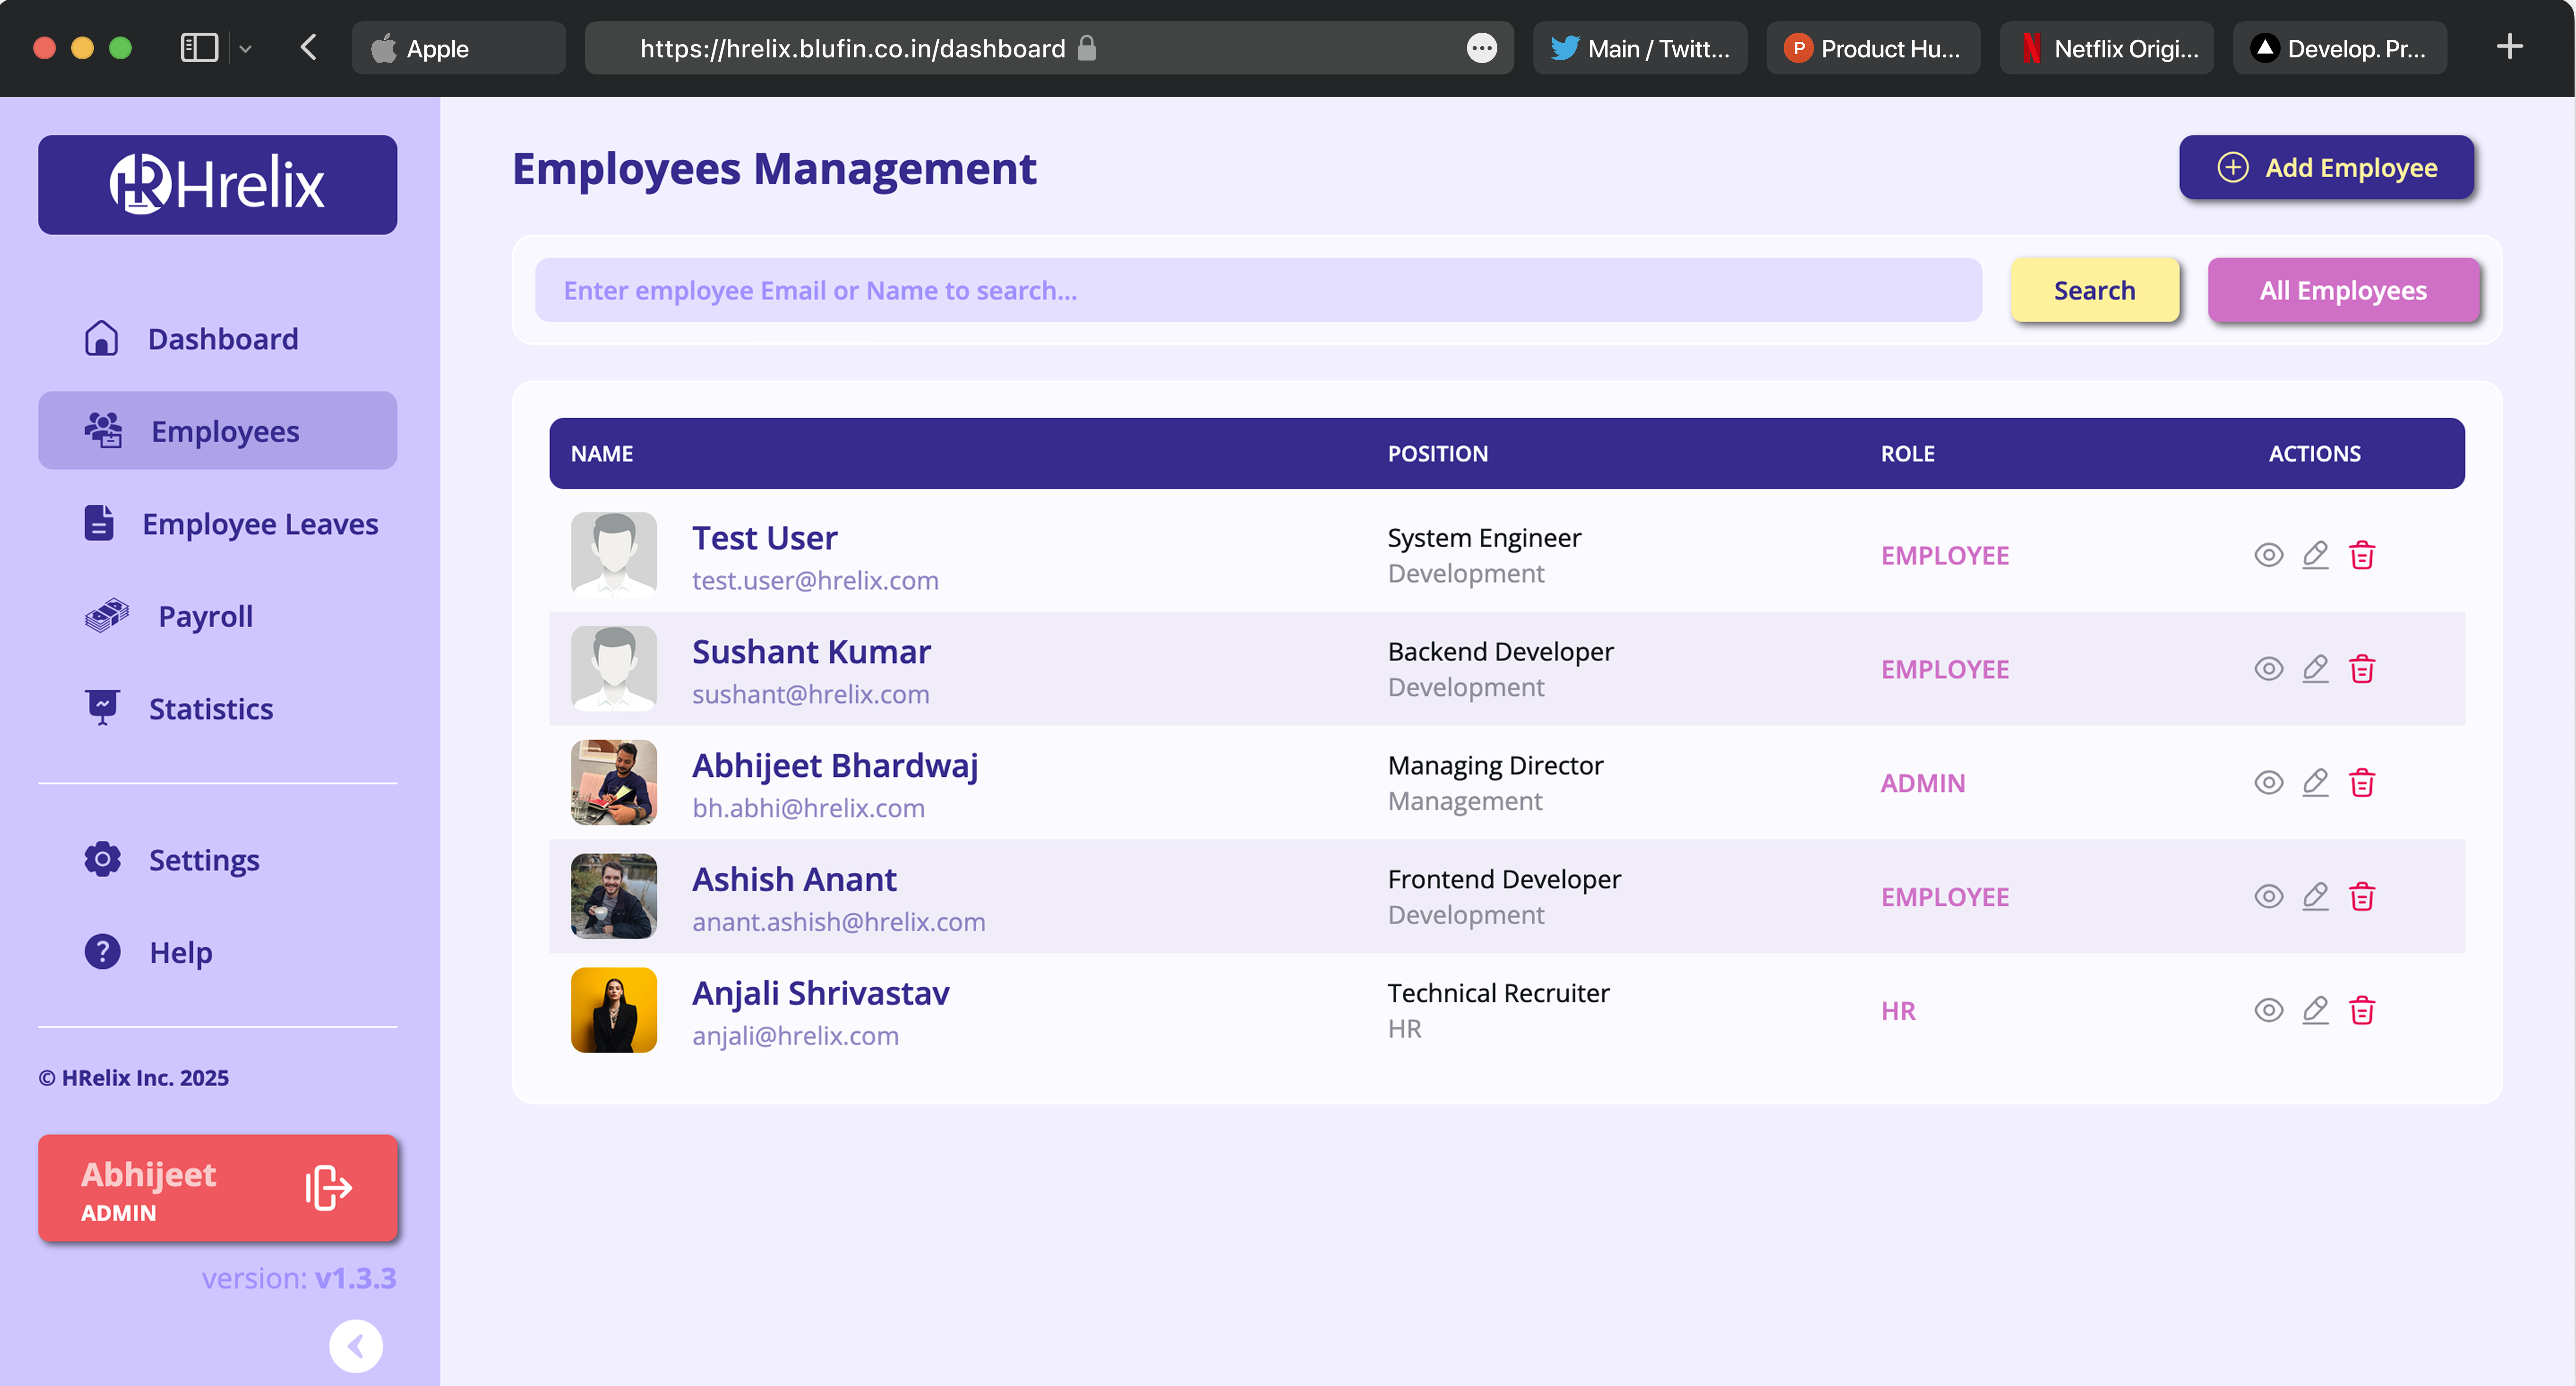 Apple
https://hrelix.blufin.co.in/dashboard
Main / Twitt...
Product Hu...
Netflix Origi...
Develop. Pr...
HR Hrelix
Dashboard
Employees
Employee Leaves
Payroll
Statistics
Settings
Help
© HRelix Inc. 2025
Abhijeet
ADMIN
version: v1.3.3
Employees Management
Add Employee
Enter employee Email or Name to search...
Search
All Employees
NAME POSITION ROLE ACTIONS
Test User
test.user@hrelix.com
System Engineer
Development
EMPLOYEE
Sushant Kumar
sushant@hrelix.com
Backend Developer
Development
EMPLOYEE
Abhijeet Bhardwaj
bh.abhi@hrelix.com
Managing Director
Management
ADMIN
Ashish Anant
anant.ashish@hrelix.com
Frontend Developer
Development
EMPLOYEE
Anjali Shrivastav
anjali@hrelix.com
Technical Recruiter
HR
HR